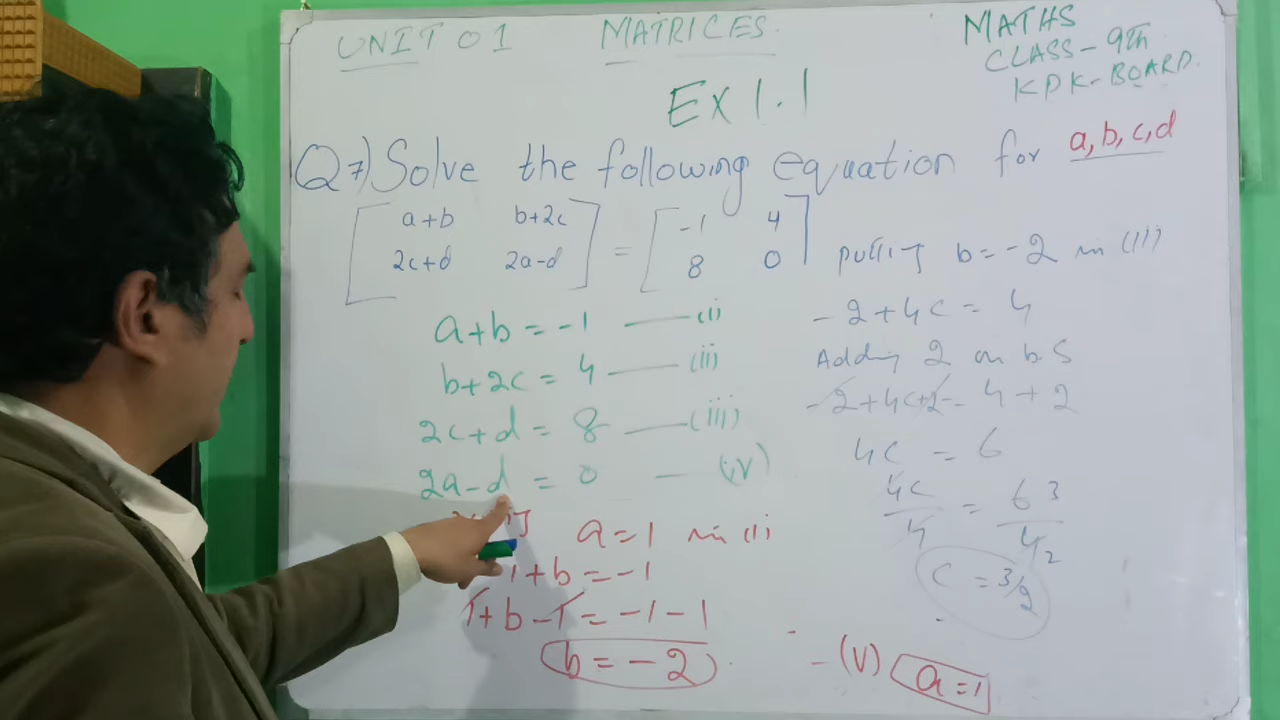 UNIT 01 MATRICES
MATHS
CLASS-9th
KPK-BOARD.
Ex 1.1
Q7) Solve the following equation for a,b,c,d
[ a+b b+2c ] = [ -1 4 ]
[ 2c+d 2a-d ] [ 8 0 ]
a+b = -1 —— (i)
b+2c = 4 —— (ii)
2c+d = 8 —— (iii)
2a-d = 0 — (iv)
a=1 in (i)
1+b = -1
1+b-1 = -1-1
b = -2
putting b=-2 in (iii)
-2+4c = 4
Adding 2 on b.S
-2+4c+2= 4+2
4c = 6
4c/4 = 6 3/4 2
c = 3/2
- (V) a=1